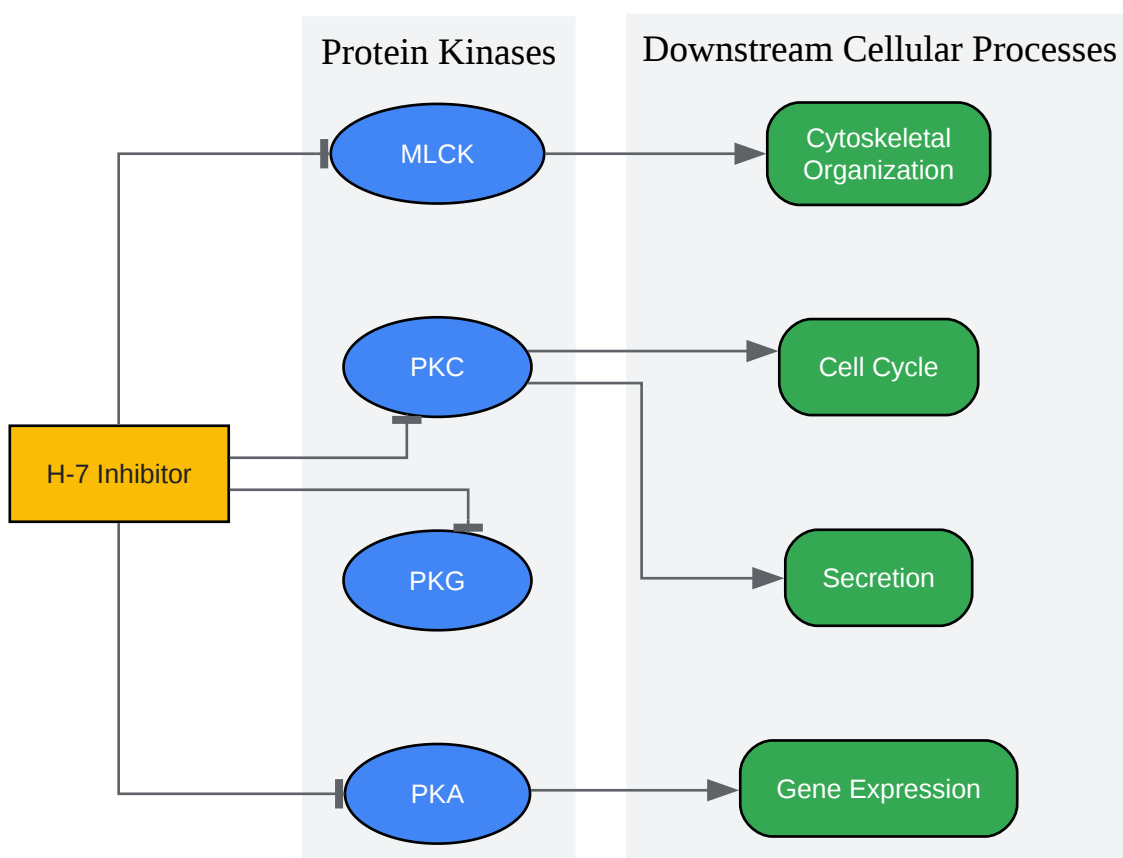 Protein Kinases
Downstream Cellular Processes
MLCK
Cytoskeletal
Organization
PKC
Cell Cycle
H-7 Inhibitor
PKG
Secretion
PKA
Gene Expression